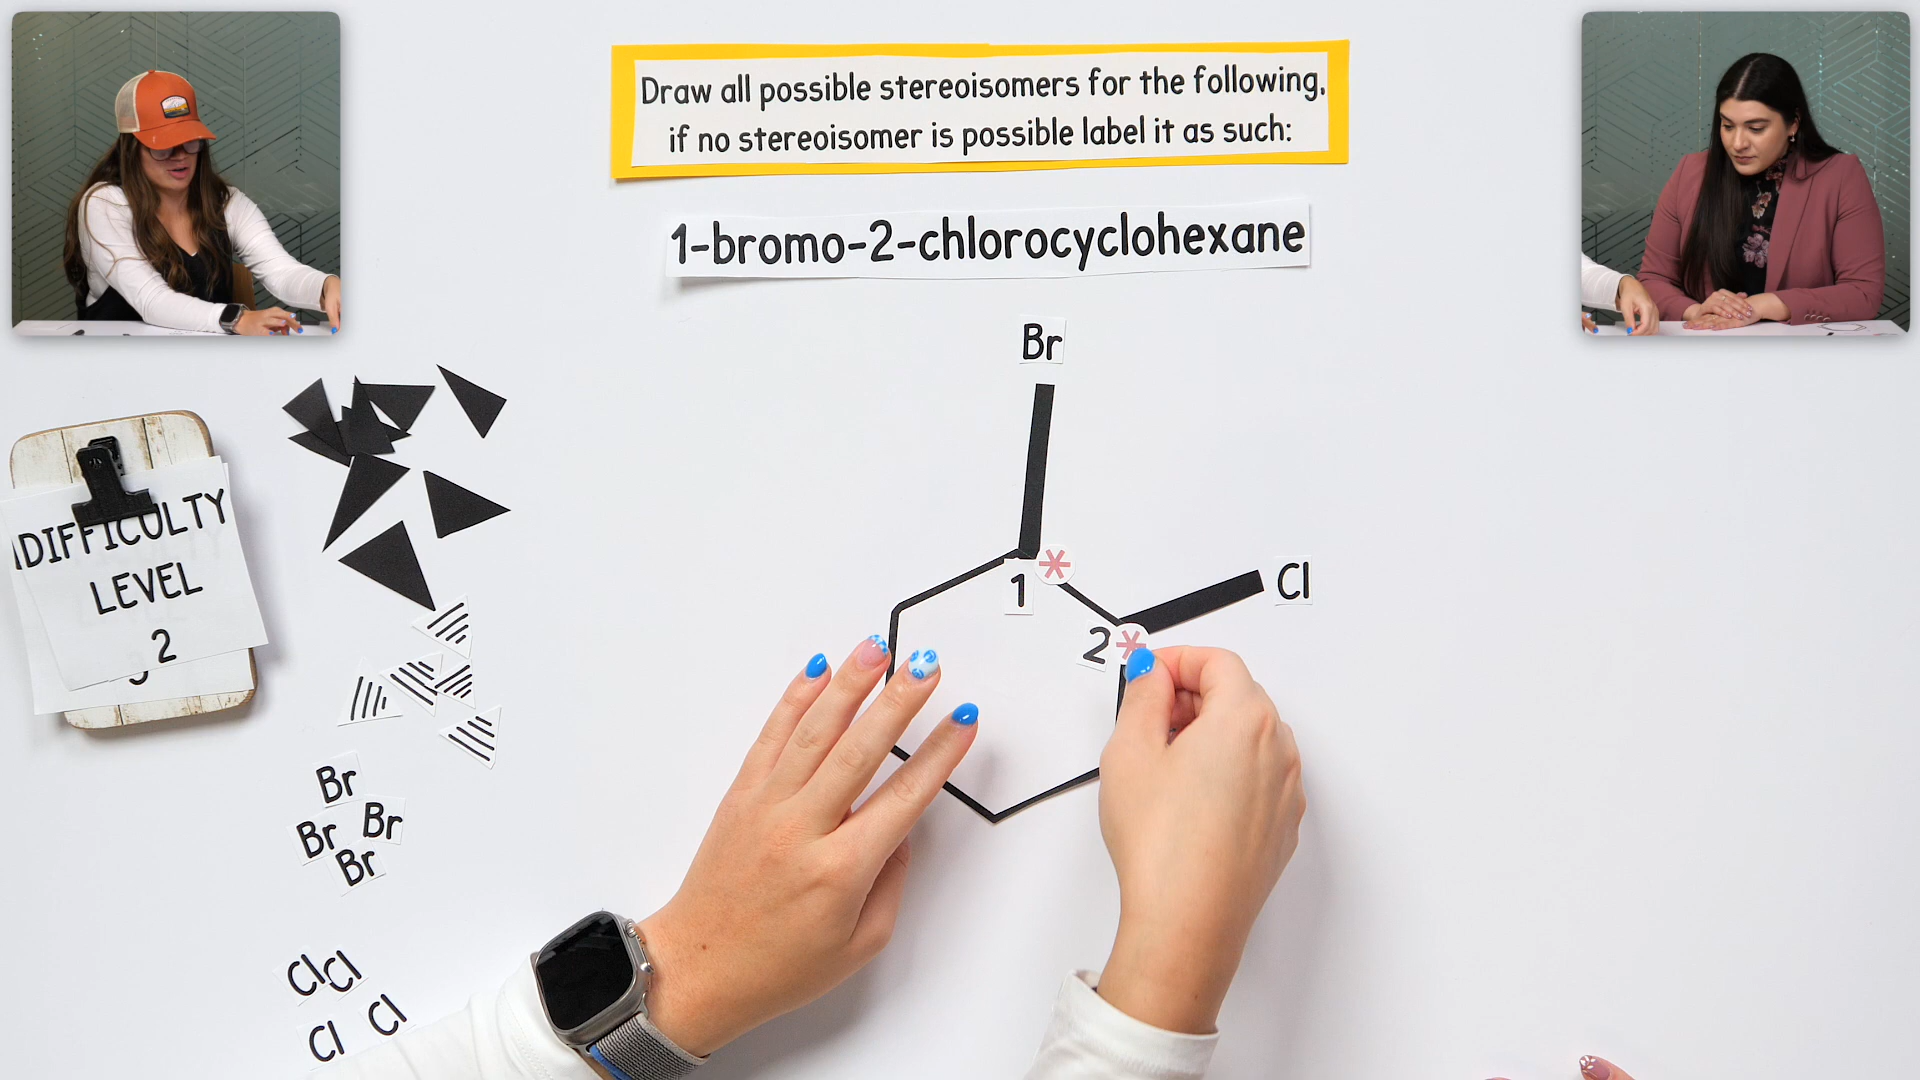 Draw all possible stereoisomers for the following,
if no stereoisomer is possible label it as such:
1-bromo-2-chlorocyclohexane
Br
Cl
1
*
2
*
DIFFICULTY
LEVEL
2
Br
Br
Br
Br
Cl
Cl
Cl
Cl